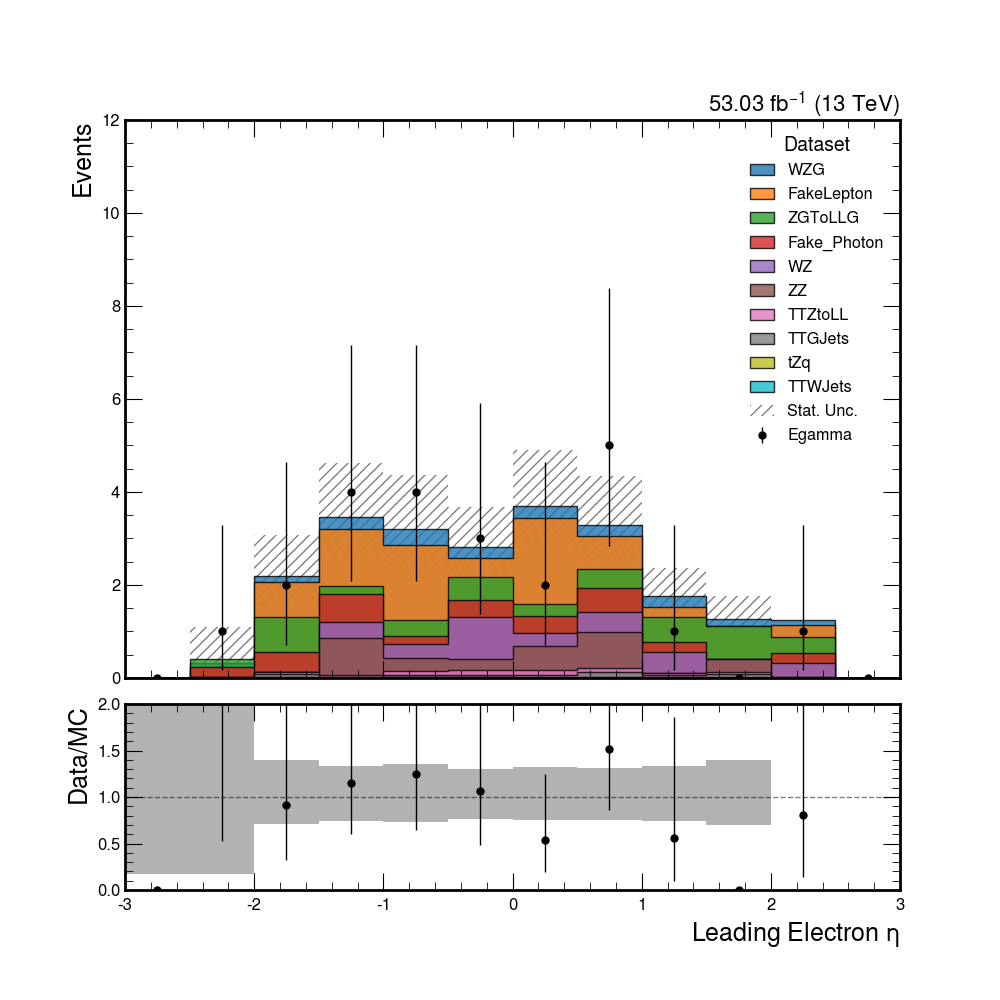 53.03 fb⁻¹ (13 TeV)
Events
12
10
8
6
4
2
0
Dataset
WZG
FakeLepton
ZGToLLG
Fake_Photon
WZ
ZZ
TTZtoLL
TTGJets
tZq
TTWJets
Stat. Unc.
Egamma
Data/MC
2.0
1.5
1.0
0.5
0.0
-3 -2 -1 0 1 2 3
Leading Electron η